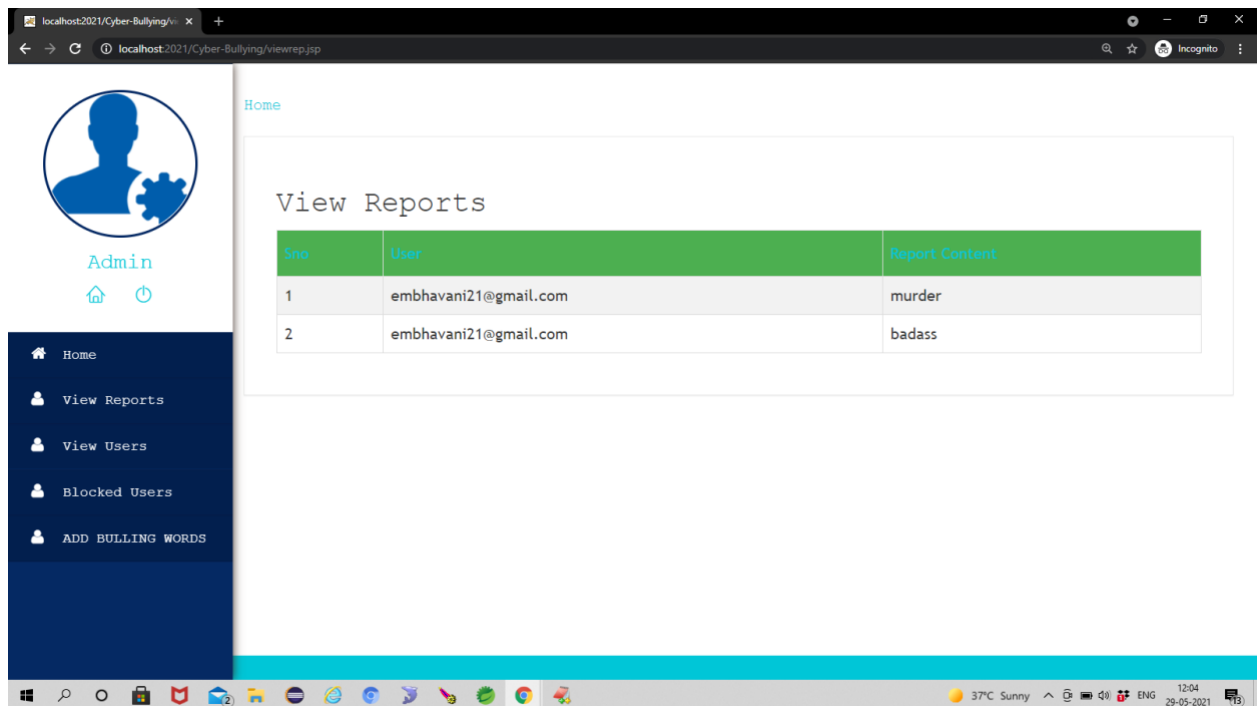 localhost:2021/Cyber-Bullying/vi
localhost:2021/Cyber-Bullying/viewrep.jsp
Incognito
Admin
Home
View Reports
View Users
Blocked Users
ADD BULLING WORDS
Home
View Reports
Sno User Report Content
1 embhavani21@gmail.com murder
2 embhavani21@gmail.com badass
37°C Sunny ENG 12:04
29-05-2021